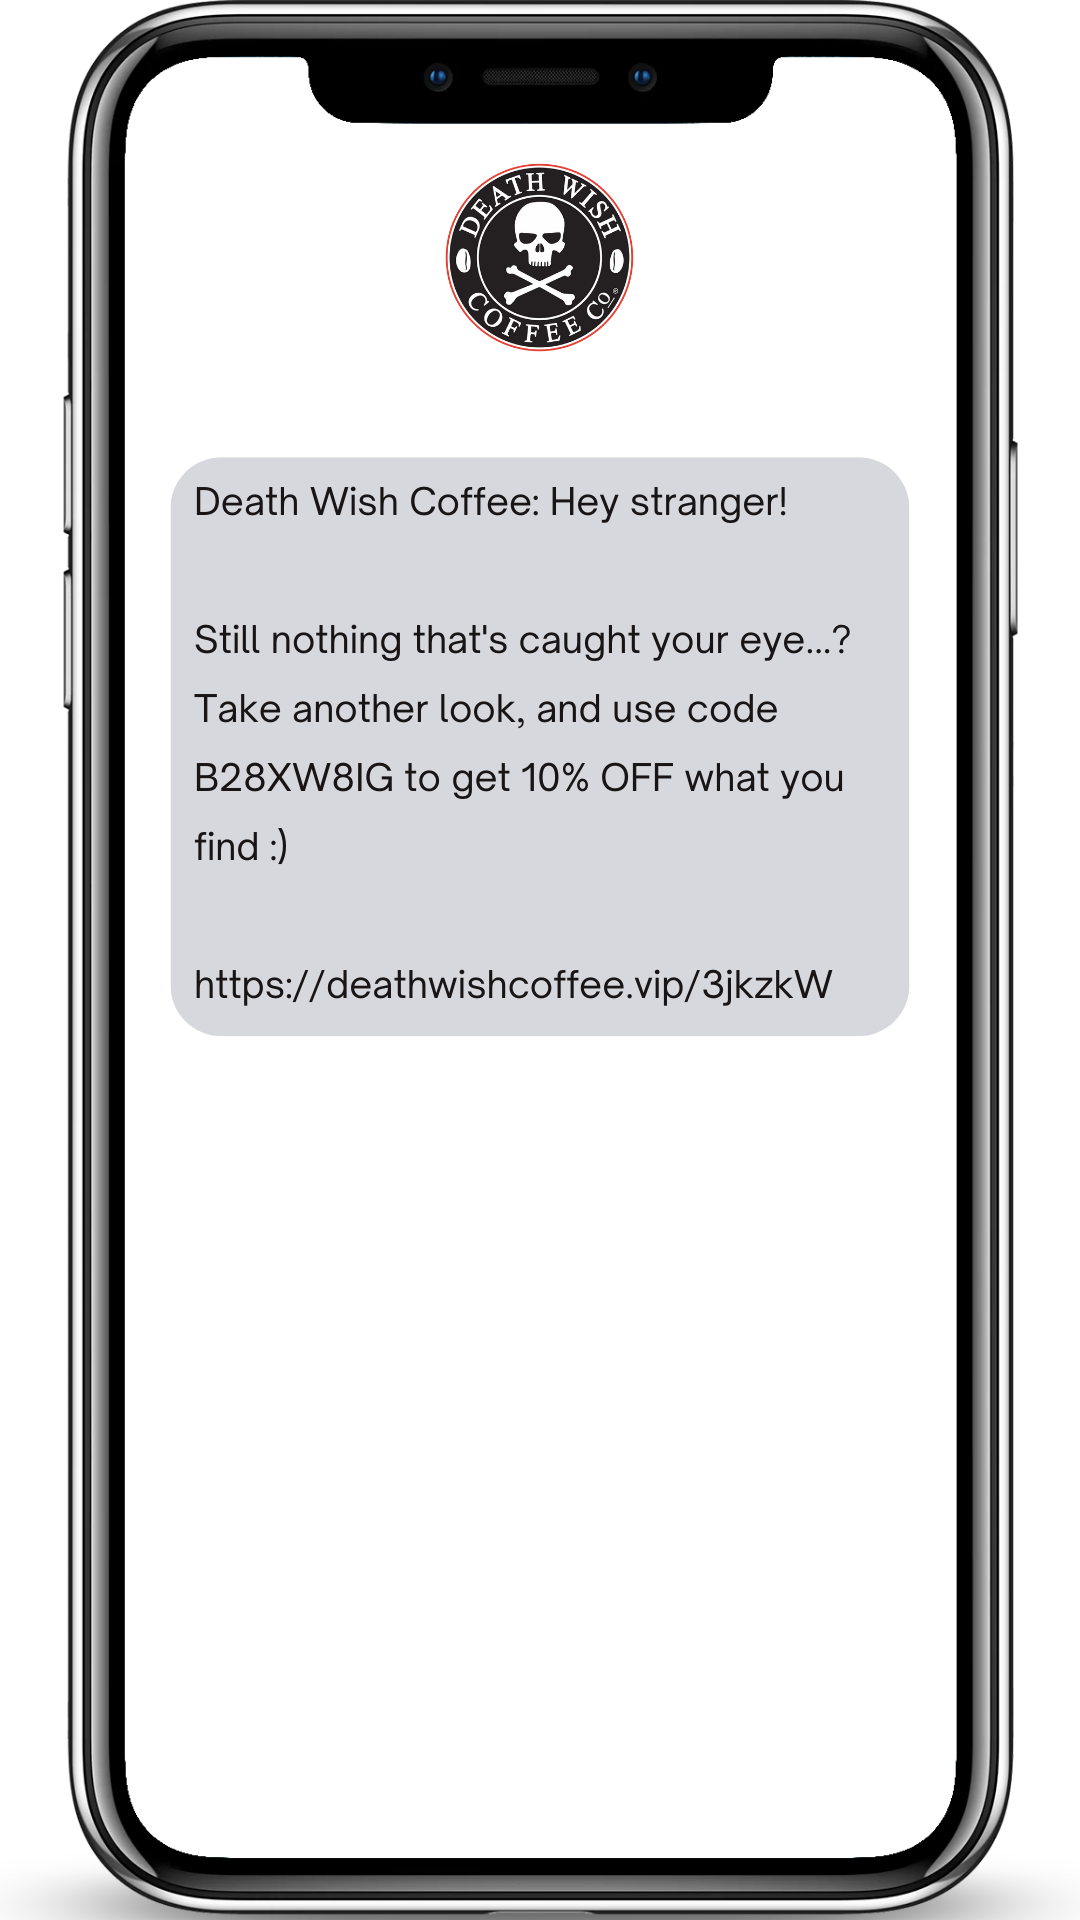 DEATH WISH
COFFEE Co.®
Death Wish Coffee: Hey stranger!
Still nothing that's caught your eye...?
Take another look, and use code
B28XW8IG to get 10% OFF what you
find :)
https://deathwishcoffee.vip/3jkzkW